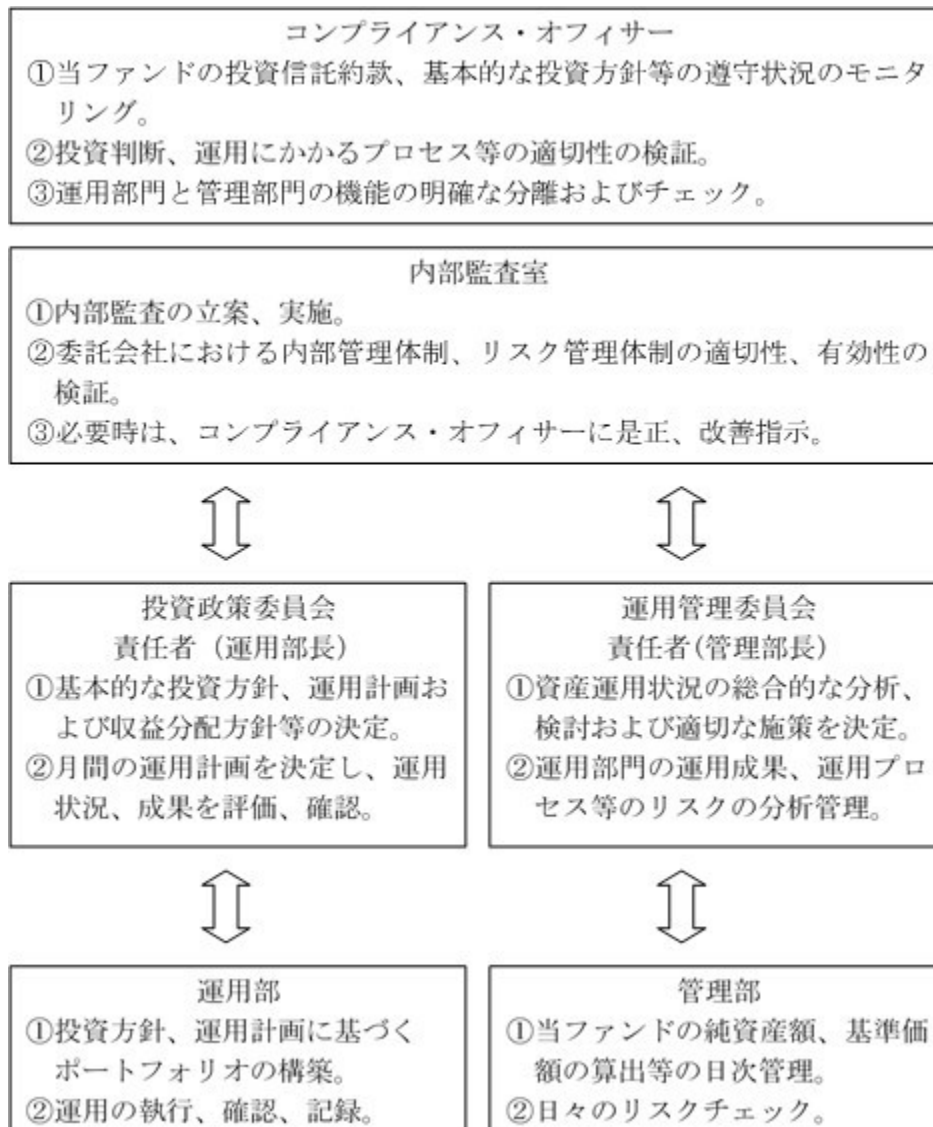 コンプライアンス・オフィサー
①当ファンドの投資信託約款、基本的な投資方針等の遵守状況のモニタ
リング。
②投資判断、運用にかかるプロセス等の適切性の検証。
③運用部門と管理部門の機能の明確な分離およびチェック。
内部監査室
①内部監査の立案、実施。
②委託会社における内部管理体制、リスク管理体制の適切性、有効性の
検証。
③必要時は、コンプライアンス・オフィサーに是正、改善指示。
投資政策委員会
責任者（運用部長）
①基本的な投資方針、運用計画お
よび収益分配方針等の決定。
②月間の運用計画を決定し、運用
状況、成果を評価、確認。
運用管理委員会
責任者(管理部長)
①資産運用状況の総合的な分析、
検討および適切な施策を決定。
②運用部門の運用成果、運用プロ
セス等のリスクの分析管理。
運用部
①投資方針、運用計画に基づく
ポートフォリオの構築。
②運用の執行、確認、記録。
管理部
①当ファンドの純資産額、基準価
額の算出等の日次管理。
②日々のリスクチェック。